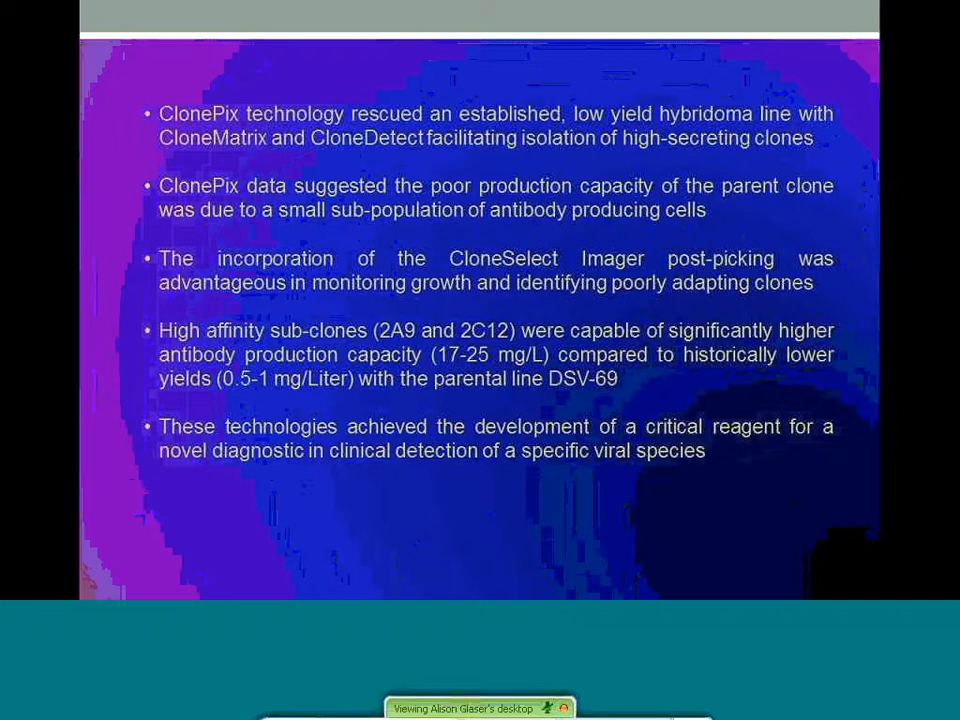 • ClonePix technology rescued an established, low yield hybridoma line with
CloneMatrix and CloneDetect facilitating isolation of high-secreting clones
• ClonePix data suggested the poor production capacity of the parent clone
was due to a small sub-population of antibody producing cells
• The incorporation of the CloneSelect Imager post-picking was
advantageous in monitoring growth and identifying poorly adapting clones
• High affinity sub-clones (2A9 and 2C12) were capable of significantly higher
antibody production capacity (17-25 mg/L) compared to historically lower
yields (0.5-1 mg/Liter) with the parental line DSV-69
• These technologies achieved the development of a critical reagent for a
novel diagnostic in clinical detection of a specific viral species
Viewing Alison Glaser's desktop